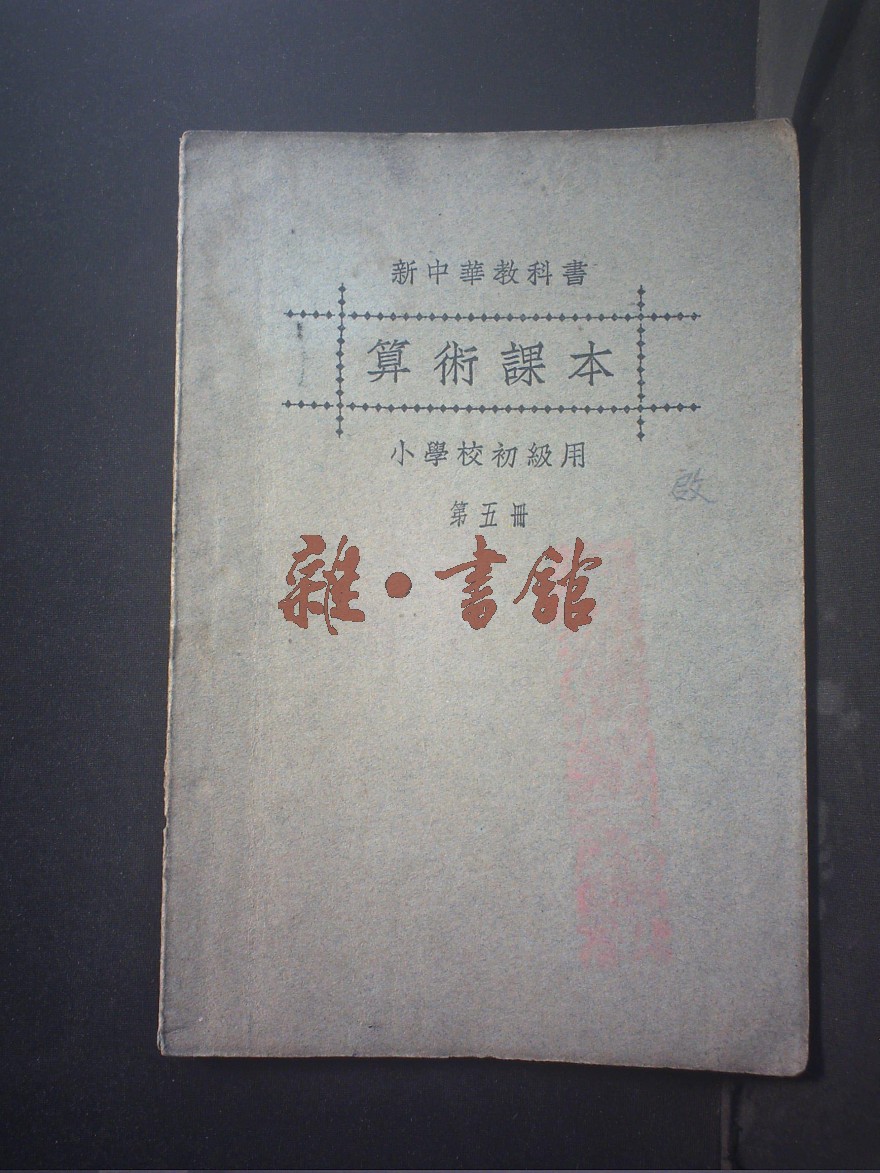 新中華教科書
算術課本
小學校初級用
第五冊
雜·書館